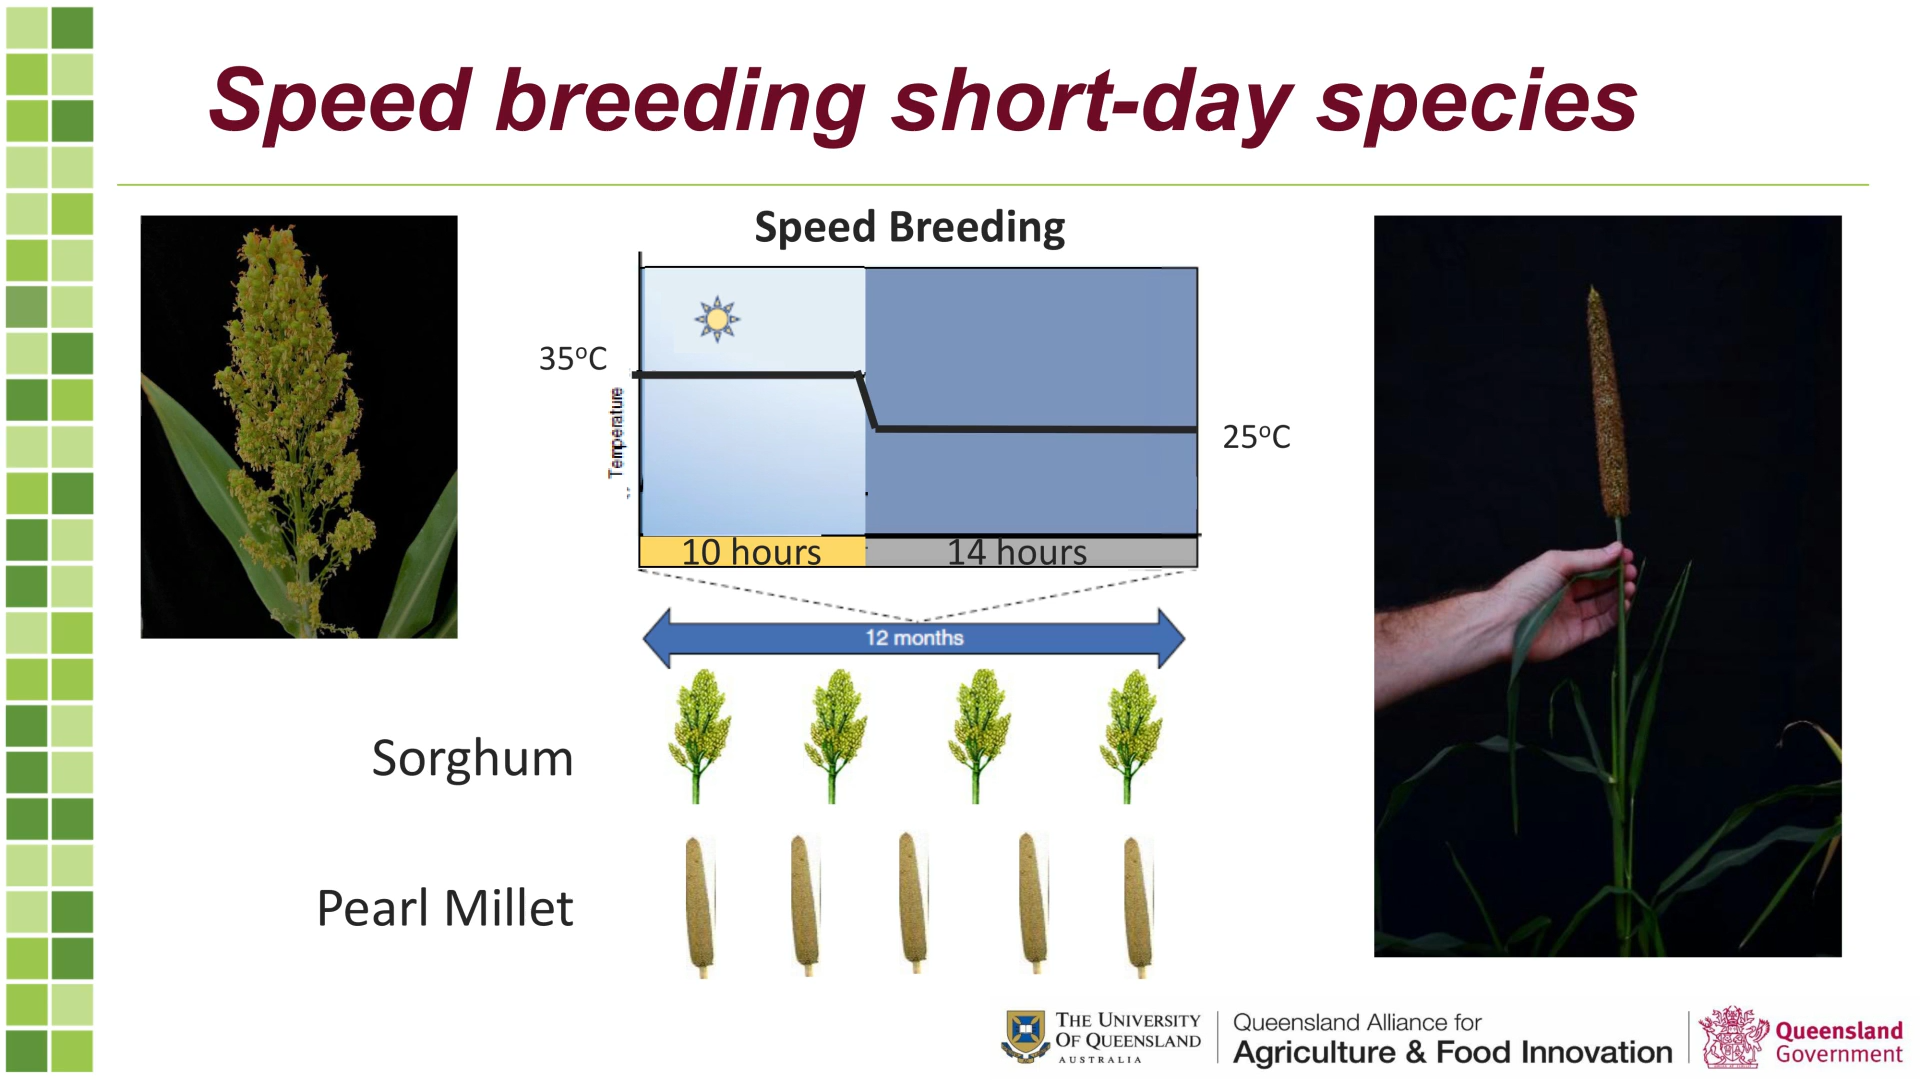 Speed breeding short-day species
Speed Breeding
35°C
Temperature
25°C
10 hours
14 hours
12 months
Sorghum
Pearl Millet
THE UNIVERSITY
OF QUEENSLAND
AUSTRALIA
Queensland Alliance for
Agriculture & Food Innovation
Queensland
Government